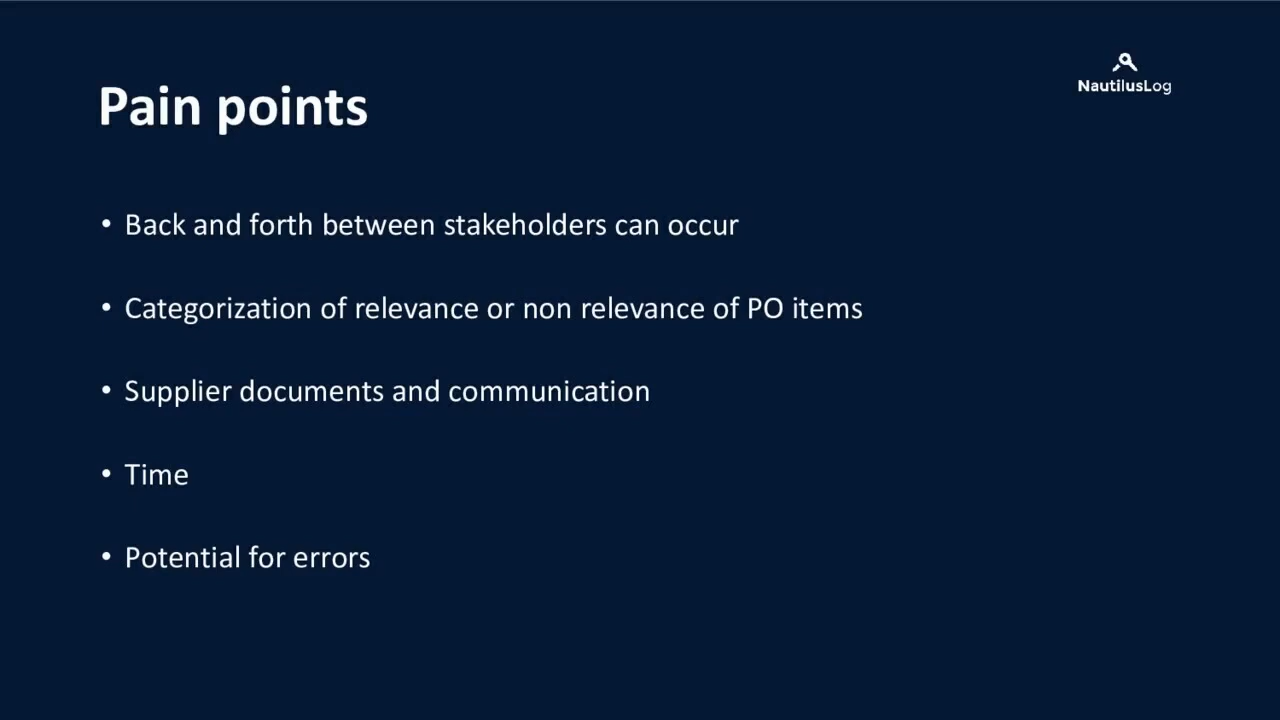 NautilusLog
Pain points
• Back and forth between stakeholders can occur
• Categorization of relevance or non relevance of PO items
• Supplier documents and communication
• Time
• Potential for errors